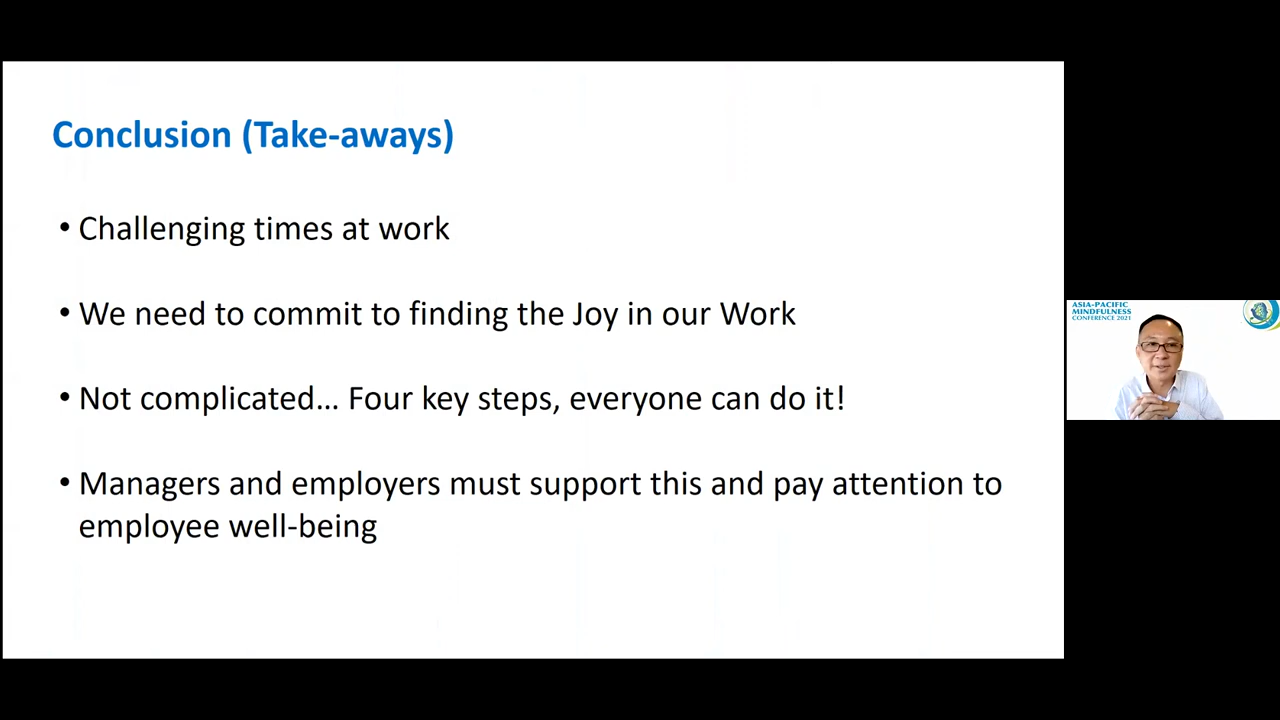 Conclusion (Take-aways)
• Challenging times at work
• We need to commit to finding the Joy in our Work
• Not complicated... Four key steps, everyone can do it!
• Managers and employers must support this and pay attention to
employee well-being
ASIA-PACIFIC
MINDFULNESS
CONFERENCE 2021